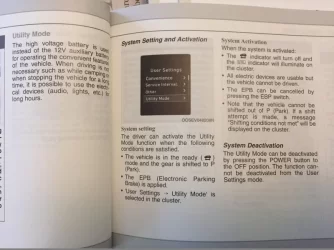 Utility Mode
The high voltage battery is used
instead of the 12V Auxiliary battery
for operating the convenient features
of the vehicle. When driving is not
necessary such as while camping or
when stopping the vehicle for a long
time, it is possible to use the electri-
cal devices (audio, lights, etc.) for
long hours.
System Setting and Activation
User Settings
Convenience
Service Interval
Other
Utility Mode
System setting
The driver can activate the Utility
Mode function when the following
conditions are satisfied.
• The vehicle is in the ready ( )
mode and the gear is shifted to P
(Park).
• The EPB (Electronic Parking
Brake) is applied.
• 'User Settings → Utility Mode' is
selected in the cluster.
System Activation
When the system is activated:
• The indicator will turn off and
the indicator will illuminate on
the cluster.
• All electric devices are usable but
the vehicle cannot be driven.
• The EPB can be cancelled by
pressing the EBP switch.
• Note that the vehicle cannot be
shifted out of P (Park). If a shift
attempt is made, a message
"Shifting conditions not met" will be
displayed on the cluster.
System Deactivation
The Utility Mode can be deactivated
by pressing the POWER button to
the OFF position. The function can-
not be deactivated from the User
Settings mode.